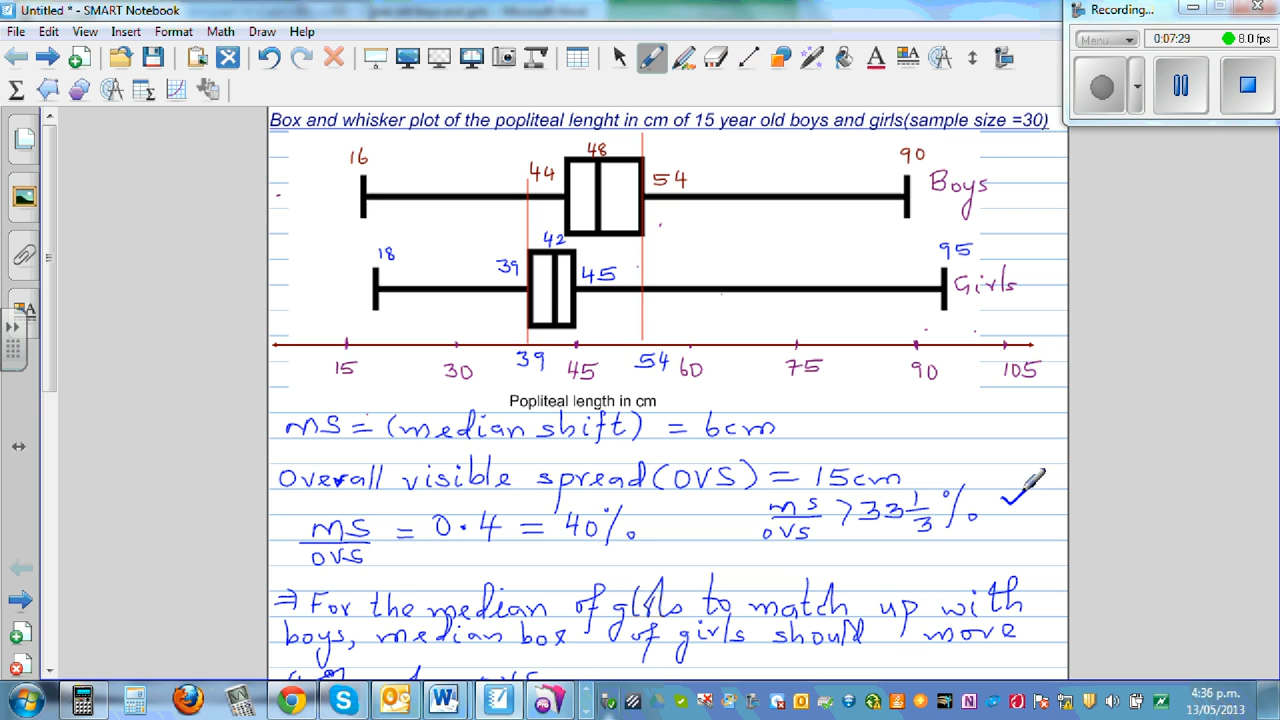 Untitled * - SMART Notebook
Recording...
File Edit View Insert Format Math Draw Help
Menu
0:07:29
8.0 fps
Box and whisker plot of the popliteal lenght in cm of 15 year old boys and girls(sample size =30)
16
44
48
54
90
Boys
18
39
42
45
95
Girls
15 30 39 45 54 60 75 90 105
Popliteal length in cm
MS = (median shift) = 6cm
Overall visible spread (OVS) = 15cm
MS/OVS = 0.4 = 40%
MS/OVS > 33 1/3 %
⇒ For the median of girls to match up with
boys, median box of girls should more
4:36 p.m.
13/05/2013